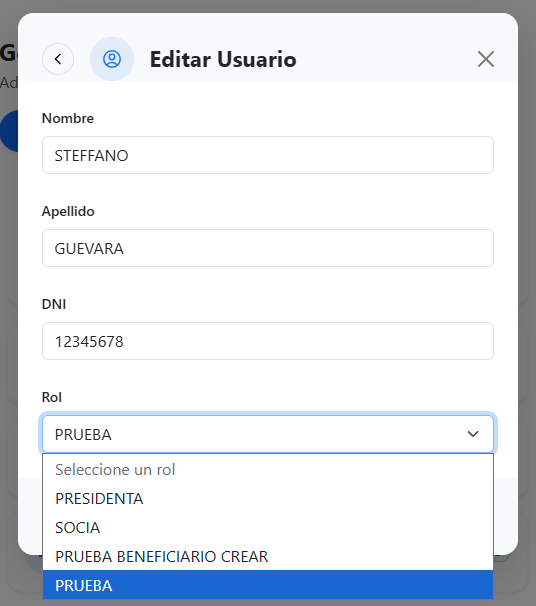 Editar Usuario
Nombre
STEFFANO
Apellido
GUEVARA
DNI
12345678
Rol
PRUEBA
Seleccione un rol
PRESIDENTA
SOCIA
PRUEBA BENEFICIARIO CREAR
PRUEBA